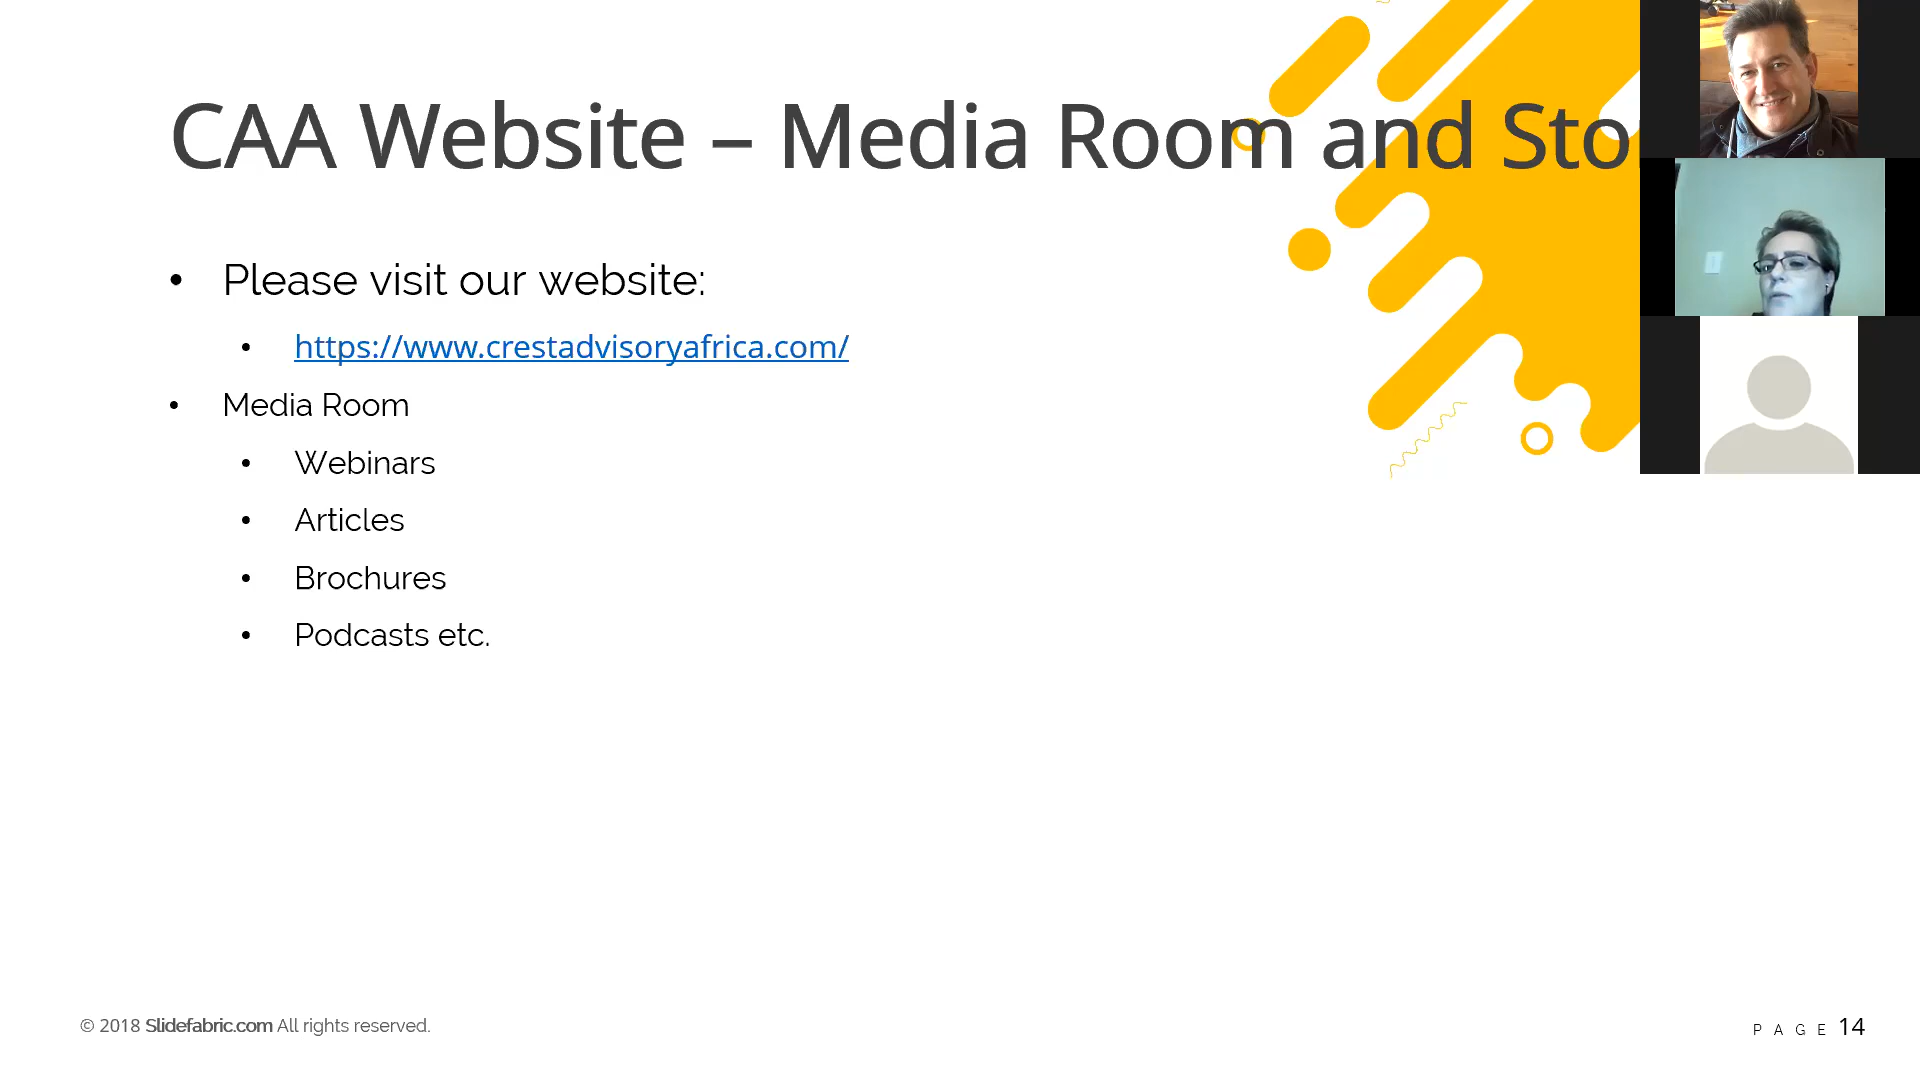 CAA Website – Media Room and Sto
• Please visit our website:
• https://www.crestadvisoryafrica.com/
• Media Room
• Webinars
• Articles
• Brochures
• Podcasts etc.
© 2018 Slidefabric.com All rights reserved.
PAGE 14